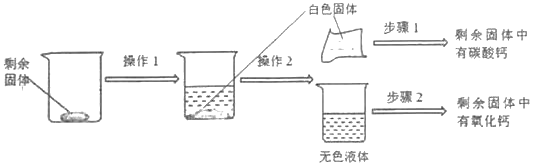 白色固体
步骤 1
剩余固体中
有碳酸钙
剩余
固体
操作 1
操作 2
步骤 2
剩余固体中
有氧化钙
无色液体